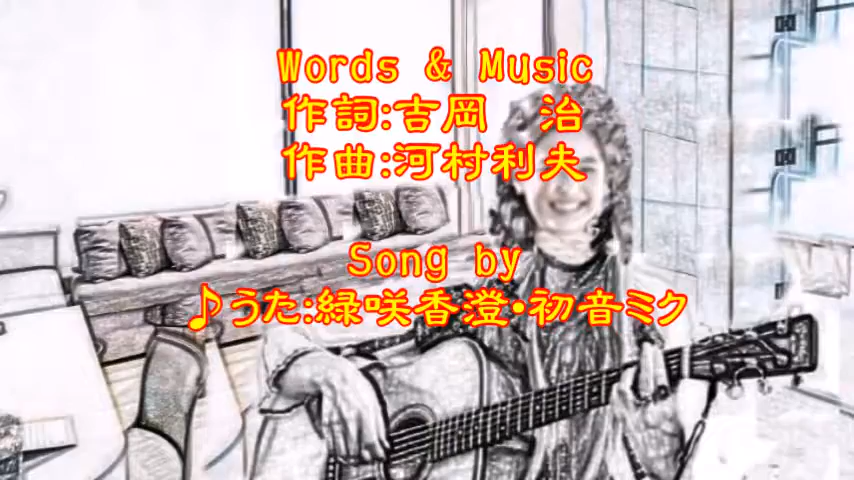 Words & Music
作詞:吉岡　治
作曲:河村利夫
Song by
♪うた:緑咲香澄・初音ミク